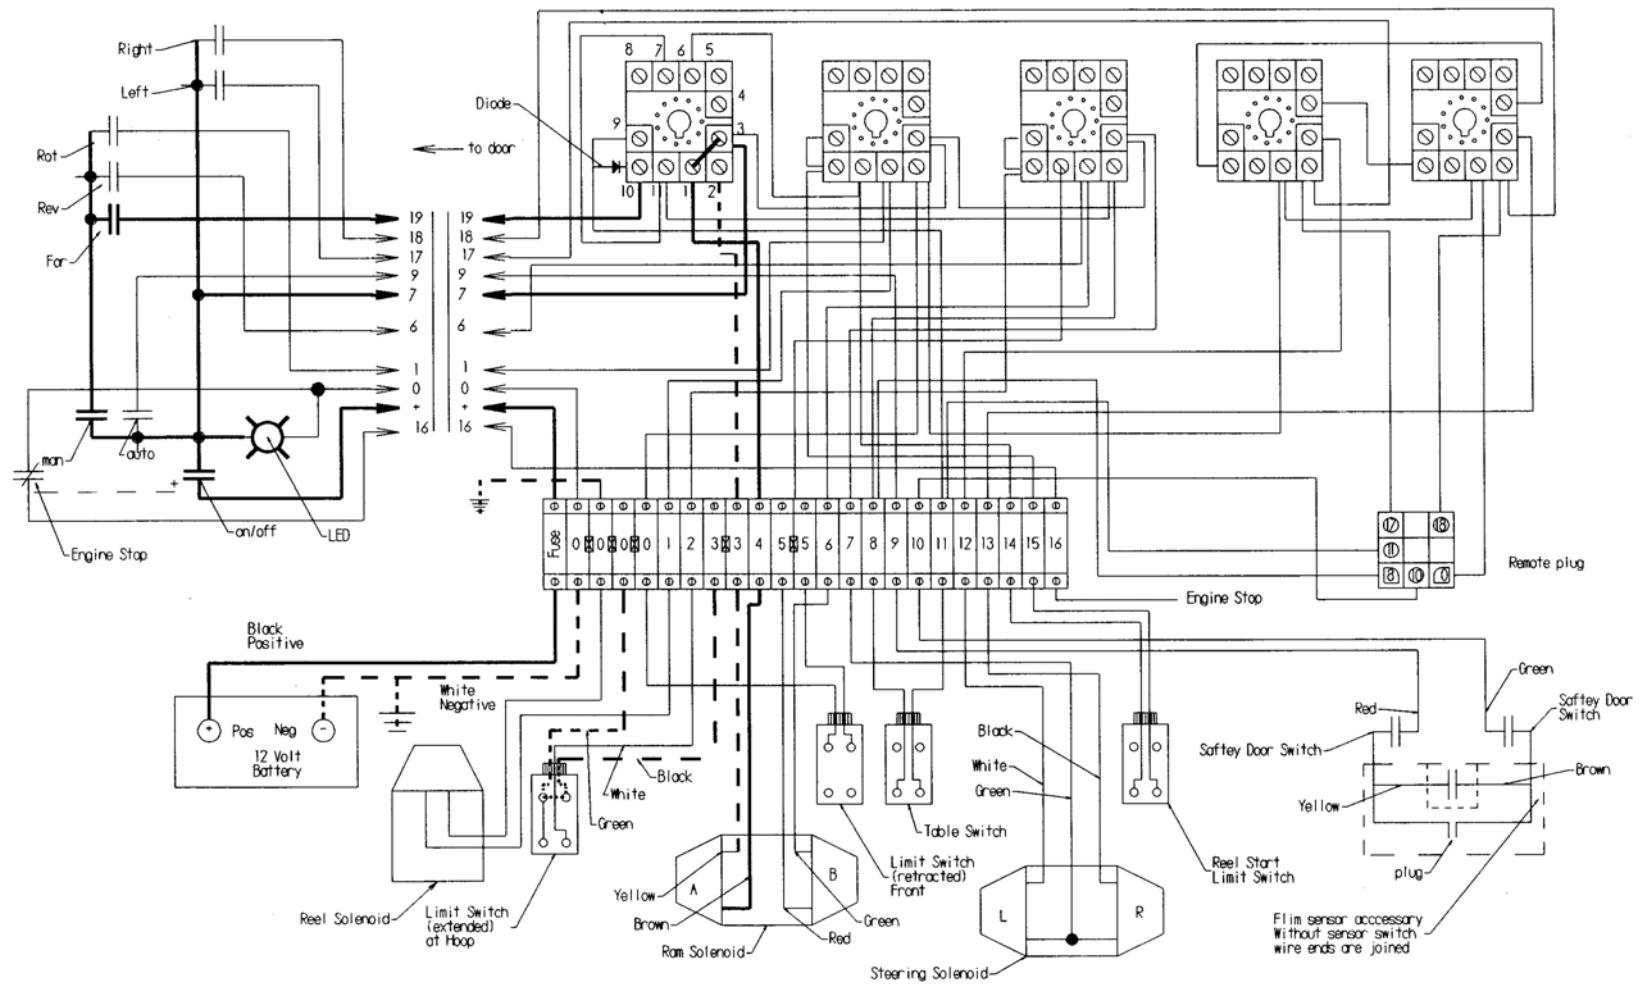 Right
Left
Rot
Rev
For
man
auto
+
on/off
LED
Engine Stop
to door
19 19
18 18
17 17
9 9
7 7
6 6
1 1
0 0
+ +
16 16
Diode
8 7 6 5
4
3
9
10 11 1 2
Fuse 0 0 0 0 1 2 3 3 4 5 5 6 7 8 9 10 11 12 13 14 15 16
17 18
11
8 10 0
Remote plug
Engine Stop
Black
Positive
White
Negative
+ Pos Neg -
12 Volt
Battery
Reel Solenoid
Black
White
Green
Limit Switch
(extended)
at Hoop
Yellow
Brown
A B
Green
Red
Ram Solenoid
Limit Switch
(retracted)
Front
Table Switch
Black
White
Green
L R
Steering Solenoid
Reel Start
Limit Switch
Green
Red
Saftey Door
Switch
Saftey Door Switch
Brown
Yellow
plug
Flim sensor acccessary
Without sensor switch
wire ends are joined